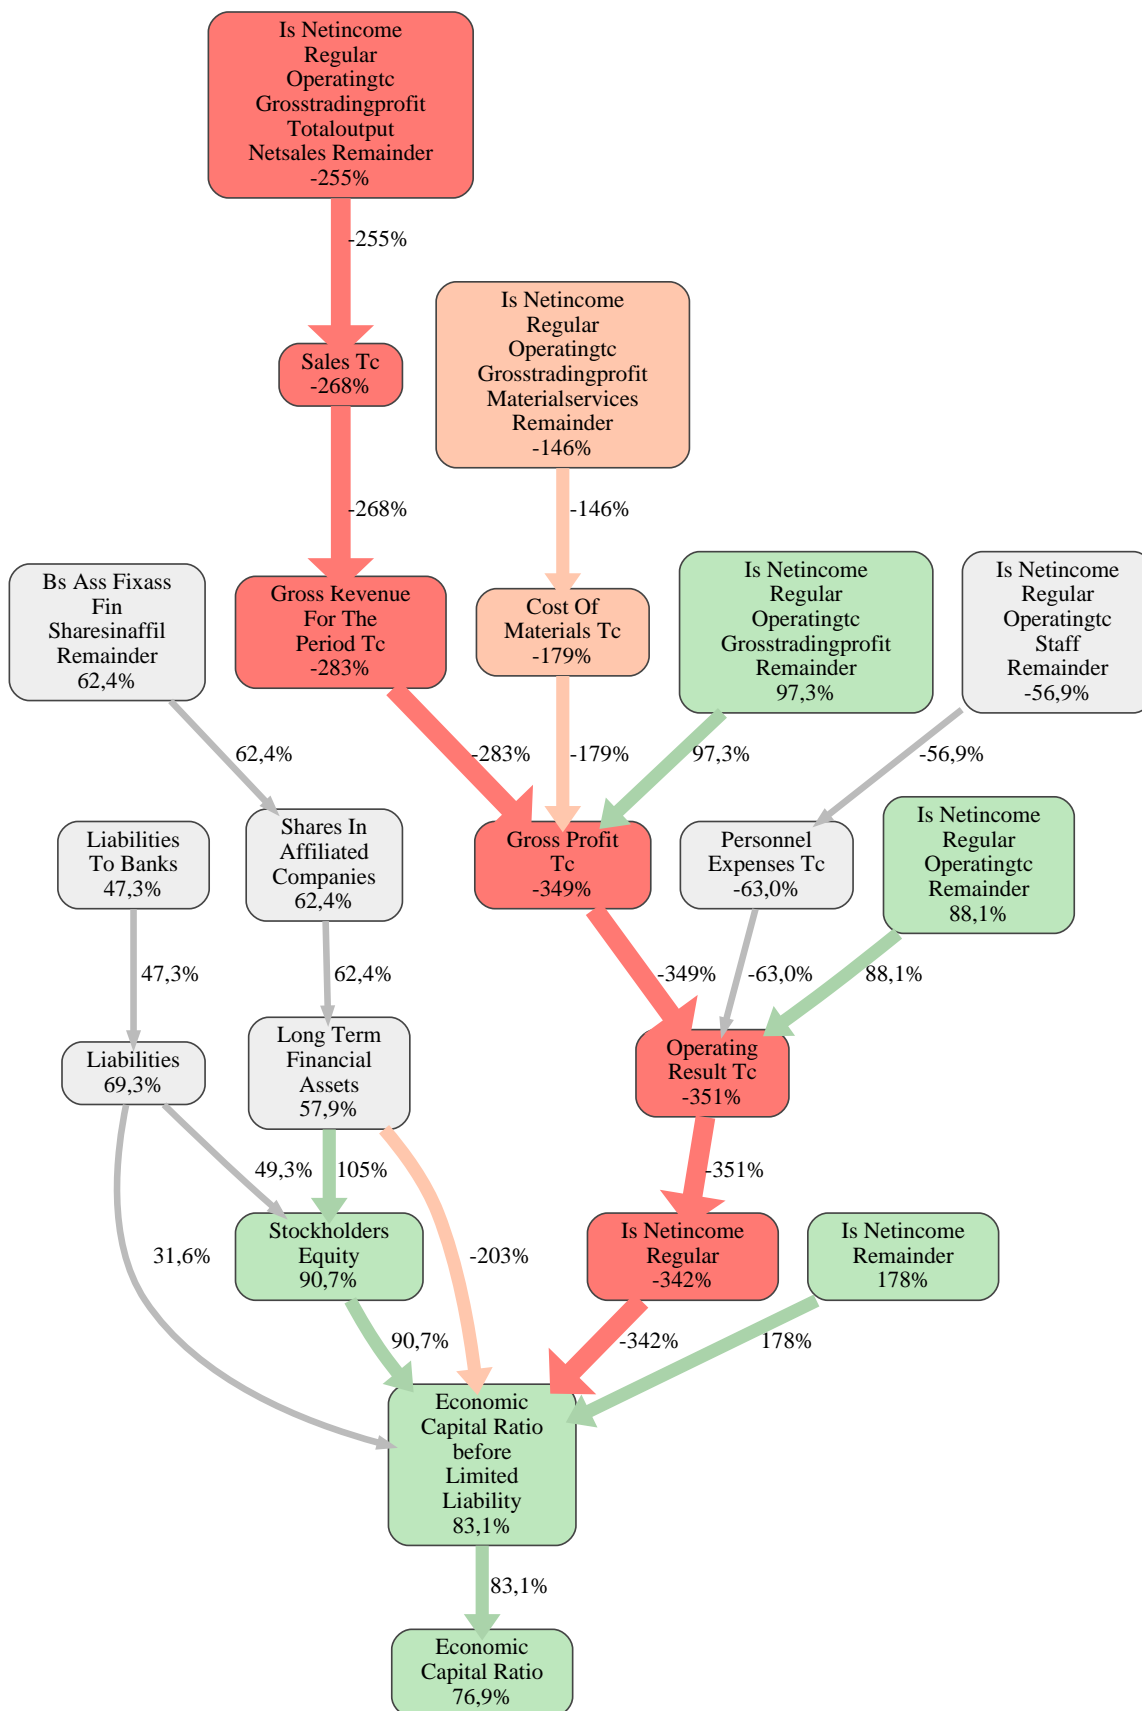 Is Netincome
Regular
Operatingtc
Grosstradingprofit
Totaloutput
Netsales Remainder
-255%
-255%
Is Netincome
Regular
Operatingtc
Grosstradingprofit
Materialservices
Remainder
-146%
Sales Tc
-268%
-268%
-146%
Bs Ass Fixass
Fin
Sharesinaffil
Remainder
62,4%
Gross Revenue
For The
Period Tc
-283%
Cost Of
Materials Tc
-179%
Is Netincome
Regular
Operatingtc
Grosstradingprofit
Remainder
97,3%
Is Netincome
Regular
Operatingtc
Staff
Remainder
-56,9%
62,4%
-283%
-179%
97,3%
-56,9%
Liabilities
To Banks
47,3%
Shares In
Affiliated
Companies
62,4%
Gross Profit
Tc
-349%
Personnel
Expenses Tc
-63,0%
Is Netincome
Regular
Operatingtc
Remainder
88,1%
47,3%
62,4%
-349%
-63,0%
88,1%
Liabilities
69,3%
Long Term
Financial
Assets
57,9%
Operating
Result Tc
-351%
49,3%
105%
-351%
31,6%
Stockholders
Equity
90,7%
-203%
Is Netincome
Regular
-342%
Is Netincome
Remainder
178%
90,7%
-342%
178%
Economic
Capital Ratio
before
Limited
Liability
83,1%
83,1%
Economic
Capital Ratio
76,9%